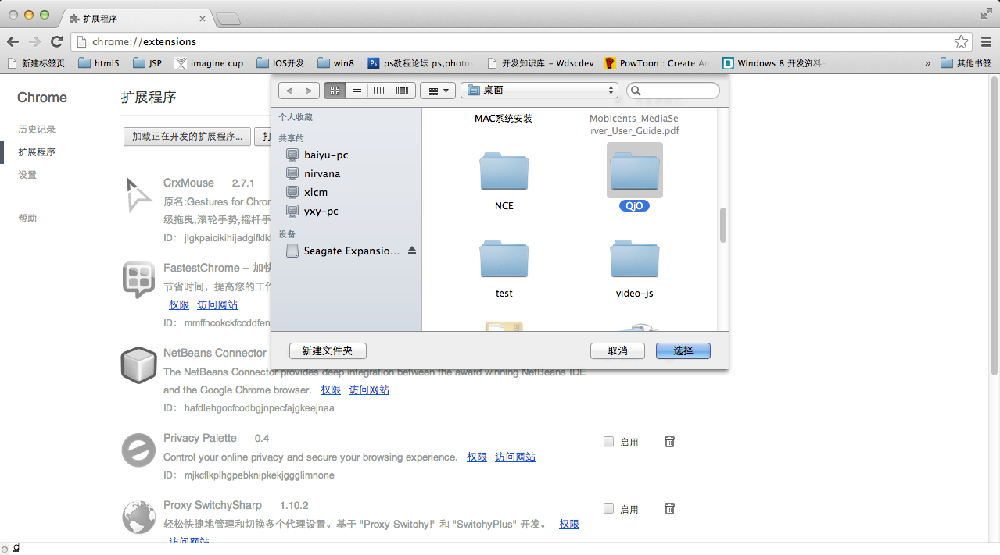 扩展程序
chrome://extensions
新建标签页
html5
JSP
imagine cup
IOS开发
win8
ps教程论坛 ps,photos
开发知识库 - Wdscdev
PowToon : Create An
Windows 8 开发资料
»
其他书签
Chrome
历史记录
扩展程序
设置
帮助
扩展程序
加载正在开发的扩展程序...
打
桌面
个人收藏
共享的
baiyu-pc
nirvana
xlcm
yxy-pc
设备
Seagate Expansio...
MAC系统安装
Mobicents_MediaSe
rver_User_Guide.pdf
NCE
QJO
test
video-js
新建文件夹
取消
选择
CrxMouse 2.7.1
原名:Gestures for Chrom
级拖曳,滚轮手势,摇杆手
ID: jlgkpaicikihijadgifklkb
FastestChrome – 加快
节省时间，提高您的工作
权限 访问网站
ID: mmffncokckfccddfen
NetBeans Connector
The NetBeans Connector provides deep integration between the award winning NetBeans IDE
and the Google Chrome browser. 权限 访问网站
ID: hafdlehgocfcodbgjnpecfajgkeejnaa
Privacy Palette 0.4
启用
Control your online privacy and secure your browsing experience. 权限 访问网站
ID: mjkcflkplhgpebknipkekjggglimnone
Proxy SwitchySharp 1.10.2
启用
轻松快捷地管理和切换多个代理设置。基于 "Proxy Switchy!" 和 "SwitchyPlus" 开发。 权限
访问网站
d